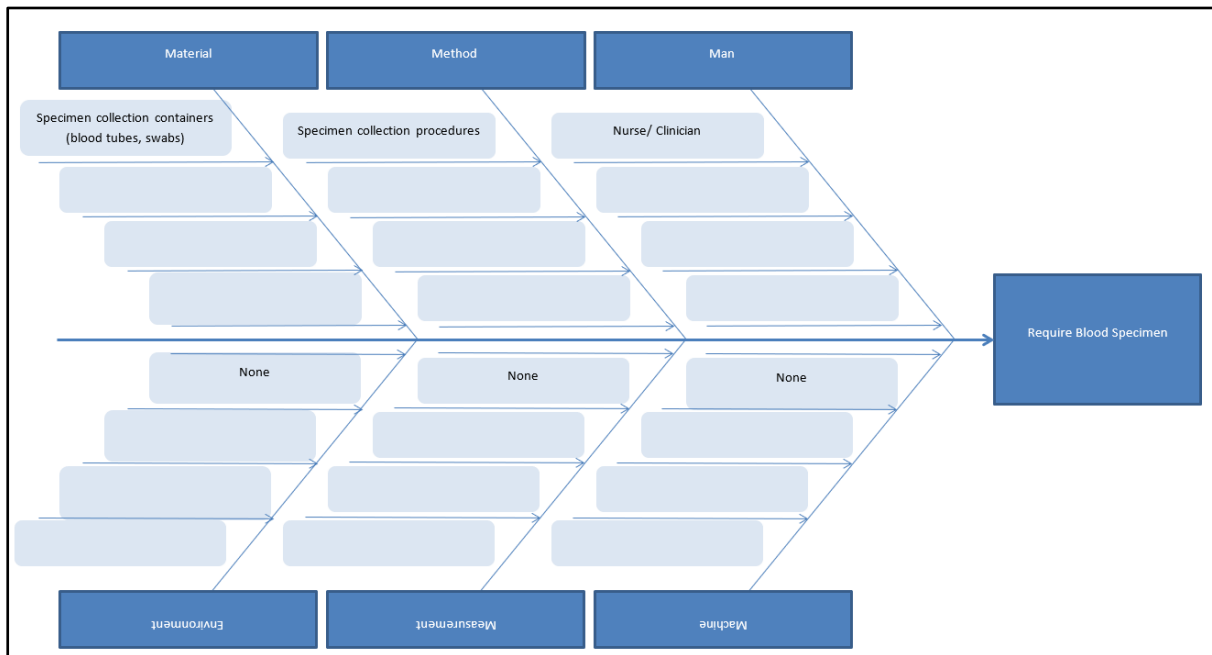 Material
Method
Man
Specimen collection containers
(blood tubes, swabs)
Specimen collection procedures
Nurse/ Clinician
Require Blood Specimen
None
None
None
Environment
Measurement
Machine